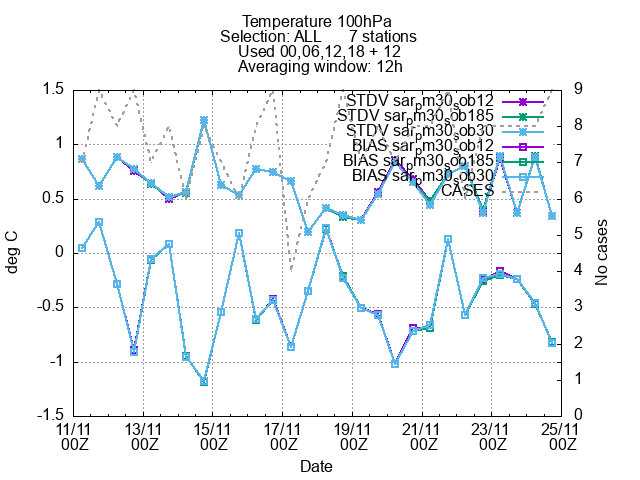 Temperature 100hPa
Selection: ALL 7 stations
Used 00,06,12,18 + 12
Averaging window: 12h
STDV sar_pm30_sob12
STDV sar_pm30_sob185
STDV sar_pm30_sob30
BIAS sar_pm30_sob12
BIAS sar_pm30_sob185
BIAS sar_pm30_sob30
CASES
1.5
1
0.5
0
-0.5
-1
-1.5
deg C
9
8
7
6
5
4
3
2
1
0
No cases
11/11 13/11 15/11 17/11 19/11 21/11 23/11 25/11
00Z 00Z 00Z 00Z 00Z 00Z 00Z 00Z
Date